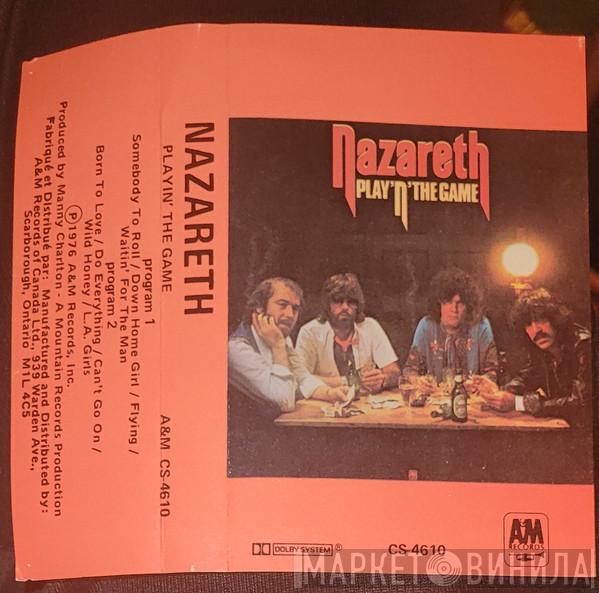 NAZARETH
PLAYIN' THE GAME
A&M CS-4610
program 1
Somebody To Roll / Down Home Girl / Flying /
Waitin' For The Man
program 2
Born To Love / Do Everything / Can't Go On /
Wild Honey / L.A. Girls
Ⓟ1976 A&M Records, Inc.
Produced by Manny Charlton - A Mountain Records Production
Fabriqué et Distribué par: Manufactured and Distributed by:
A&M Records of Canada Ltd., 939 Warden Ave.,
Scarborough, Ontario. M1L 4C5
Nazareth
PLAY'n'THE GAME
DOLBY SYSTEM ®
CS-4610
A&M
RECORDS
МАРКЕТ ВИНИЛА